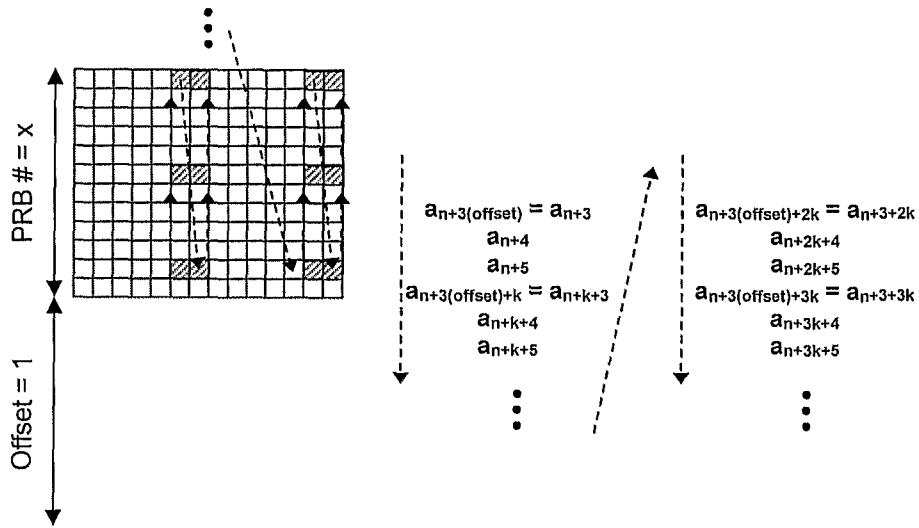 PRB # = x
Offset = 1
aₙ₊₃₍ₒffₛₑₜ₎ = aₙ₊₃
aₙ₊₄
aₙ₊₅
aₙ₊₃₍ₒffₛₑₜ₎₊ₖ = aₙ₊ₖ₊₃
aₙ₊ₖ₊₄
aₙ₊ₖ₊₅
aₙ₊₃₍ₒffₛₑₜ₎₊₂ₖ = aₙ₊₃₊₂ₖ
aₙ₊₂ₖ₊₄
aₙ₊₂ₖ₊₅
aₙ₊₃₍ₒffₛₑₜ₎₊₃ₖ = aₙ₊₃₊₃ₖ
aₙ₊₃ₖ₊₄
aₙ₊₃ₖ₊₅